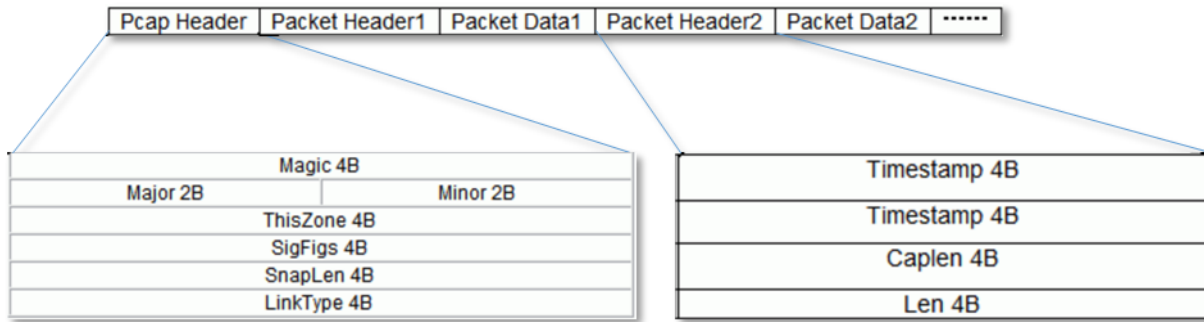 Pcap Header Packet Header1 Packet Data1 Packet Header2 Packet Data2 ······
Magic 4B
Major 2B Minor 2B
ThisZone 4B
SigFigs 4B
SnapLen 4B
LinkType 4B
Timestamp 4B
Timestamp 4B
Caplen 4B
Len 4B